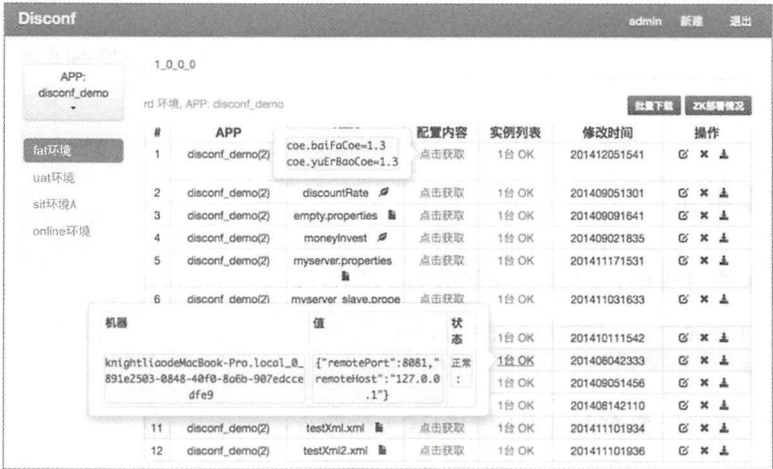 Disconf
admin 新建 退出
APP:
disconf_demo
fat环境
uat环境
sit环境A
online环境
1_0_0_0
rd 环境, APP: disconf_demo
批量下载 ZK部署情况
# APP 配置内容 实例列表 修改时间 操作
coe.baiFaCoe=1.3
coe.yuErBaoCoe=1.3
1 disconf_demo(2) 点击获取 1台 OK 201412051541
2 disconf_demo(2) discountRate 点击获取 1台 OK 201409051301
3 disconf_demo(2) empty.properties 点击获取 1台 OK 201409091641
4 disconf_demo(2) moneyInvest 点击获取 1台 OK 201409021835
5 disconf_demo(2) myserver.properties 点击获取 1台 OK 201411171531
6 disconf_demo(2) myserver_slave.prope 点击获取 1台 OK 201411031633
机器 值 状态
knightliaodeMacBook-Pro.local_0_
891e2503-0848-40f0-8a6b-907edcce
dfe9
{"remotePort":8081,"
remoteHost":"127.0.0
.1"}
正常
:
1台 OK 201410111542
1台 OK 201406042333
1台 OK 201409051456
1台 OK 201408142110
11 disconf_demo(2) testXml.xml 点击获取 1台 OK 201411101934
12 disconf_demo(2) testXml2.xml 点击获取 1台 OK 201411101936